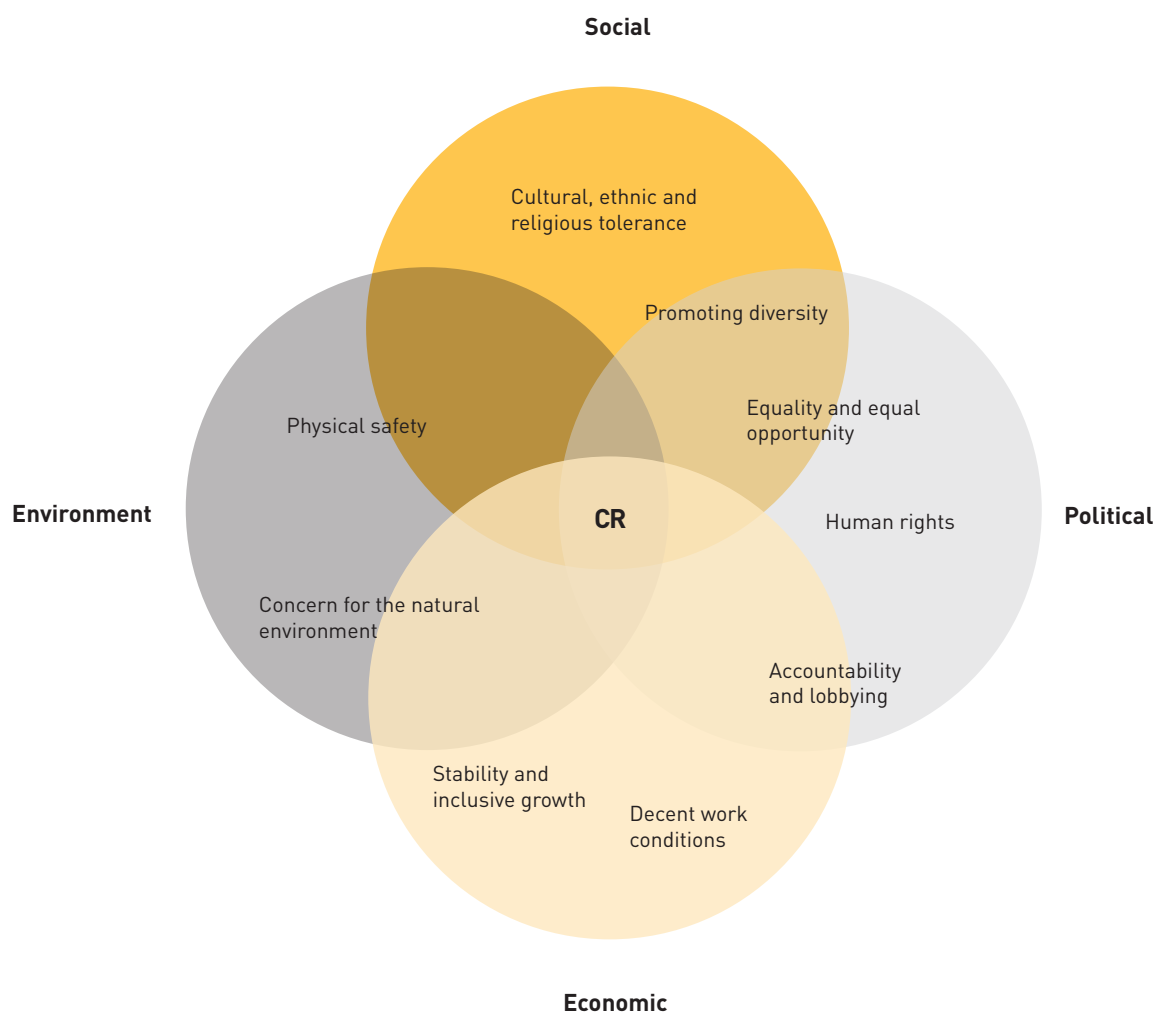 Social
Cultural, ethnic and
religious tolerance
Promoting diversity
Equality and equal
opportunity
Physical safety
Environment
CR
Human rights
Political
Concern for the natural
environment
Accountability
and lobbying
Stability and
inclusive growth
Decent work
conditions
Economic